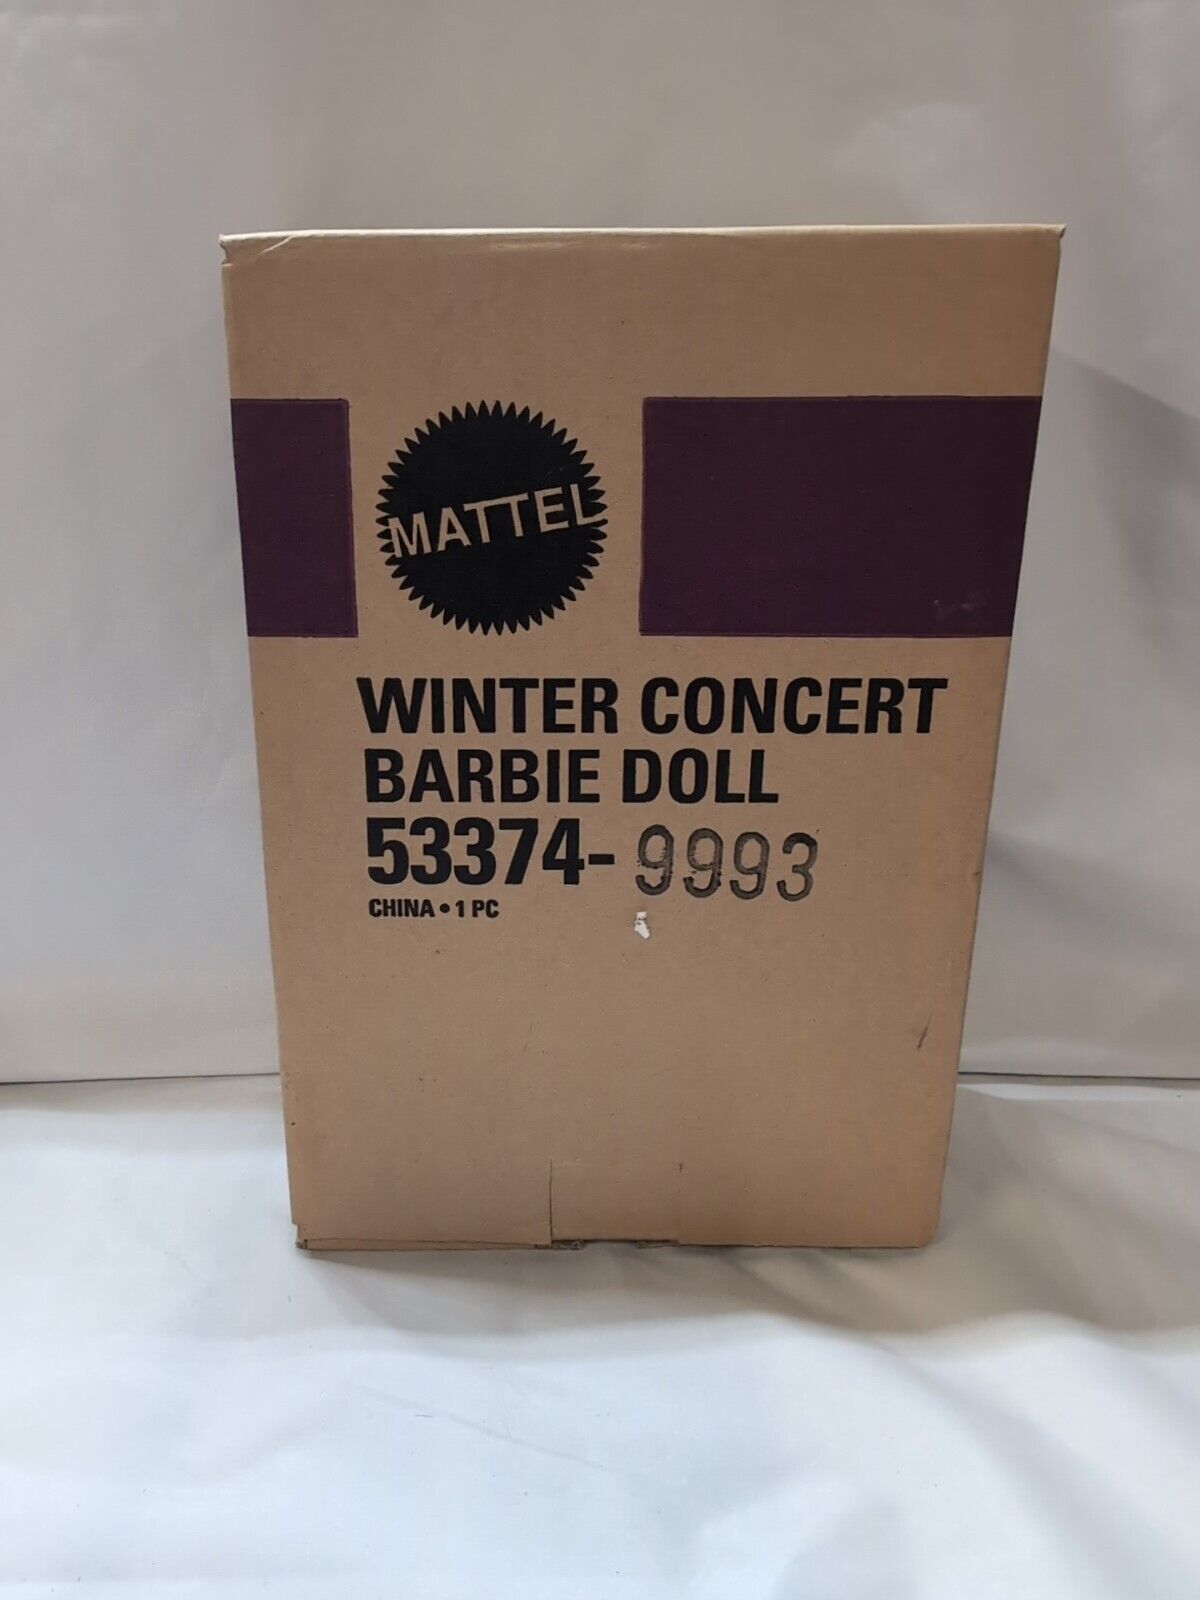 MATTEL
WINTER CONCERT
BARBIE DOLL
53374-9993
CHINA • 1 PC